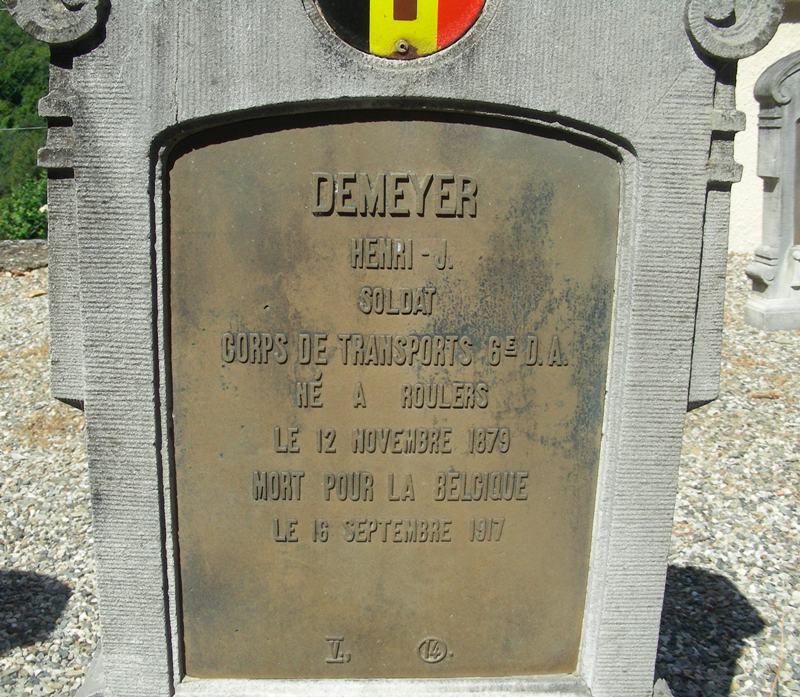 DEMEYER
HENRI - J.
SOLDAT
CORPS DE TRANSPORTS 6E D.A.
NÉ A ROULERS
LE 12 NOVEMBRE 1879
MORT POUR LA BELGIQUE
LE 16 SEPTEMBRE 1917
V. 14.